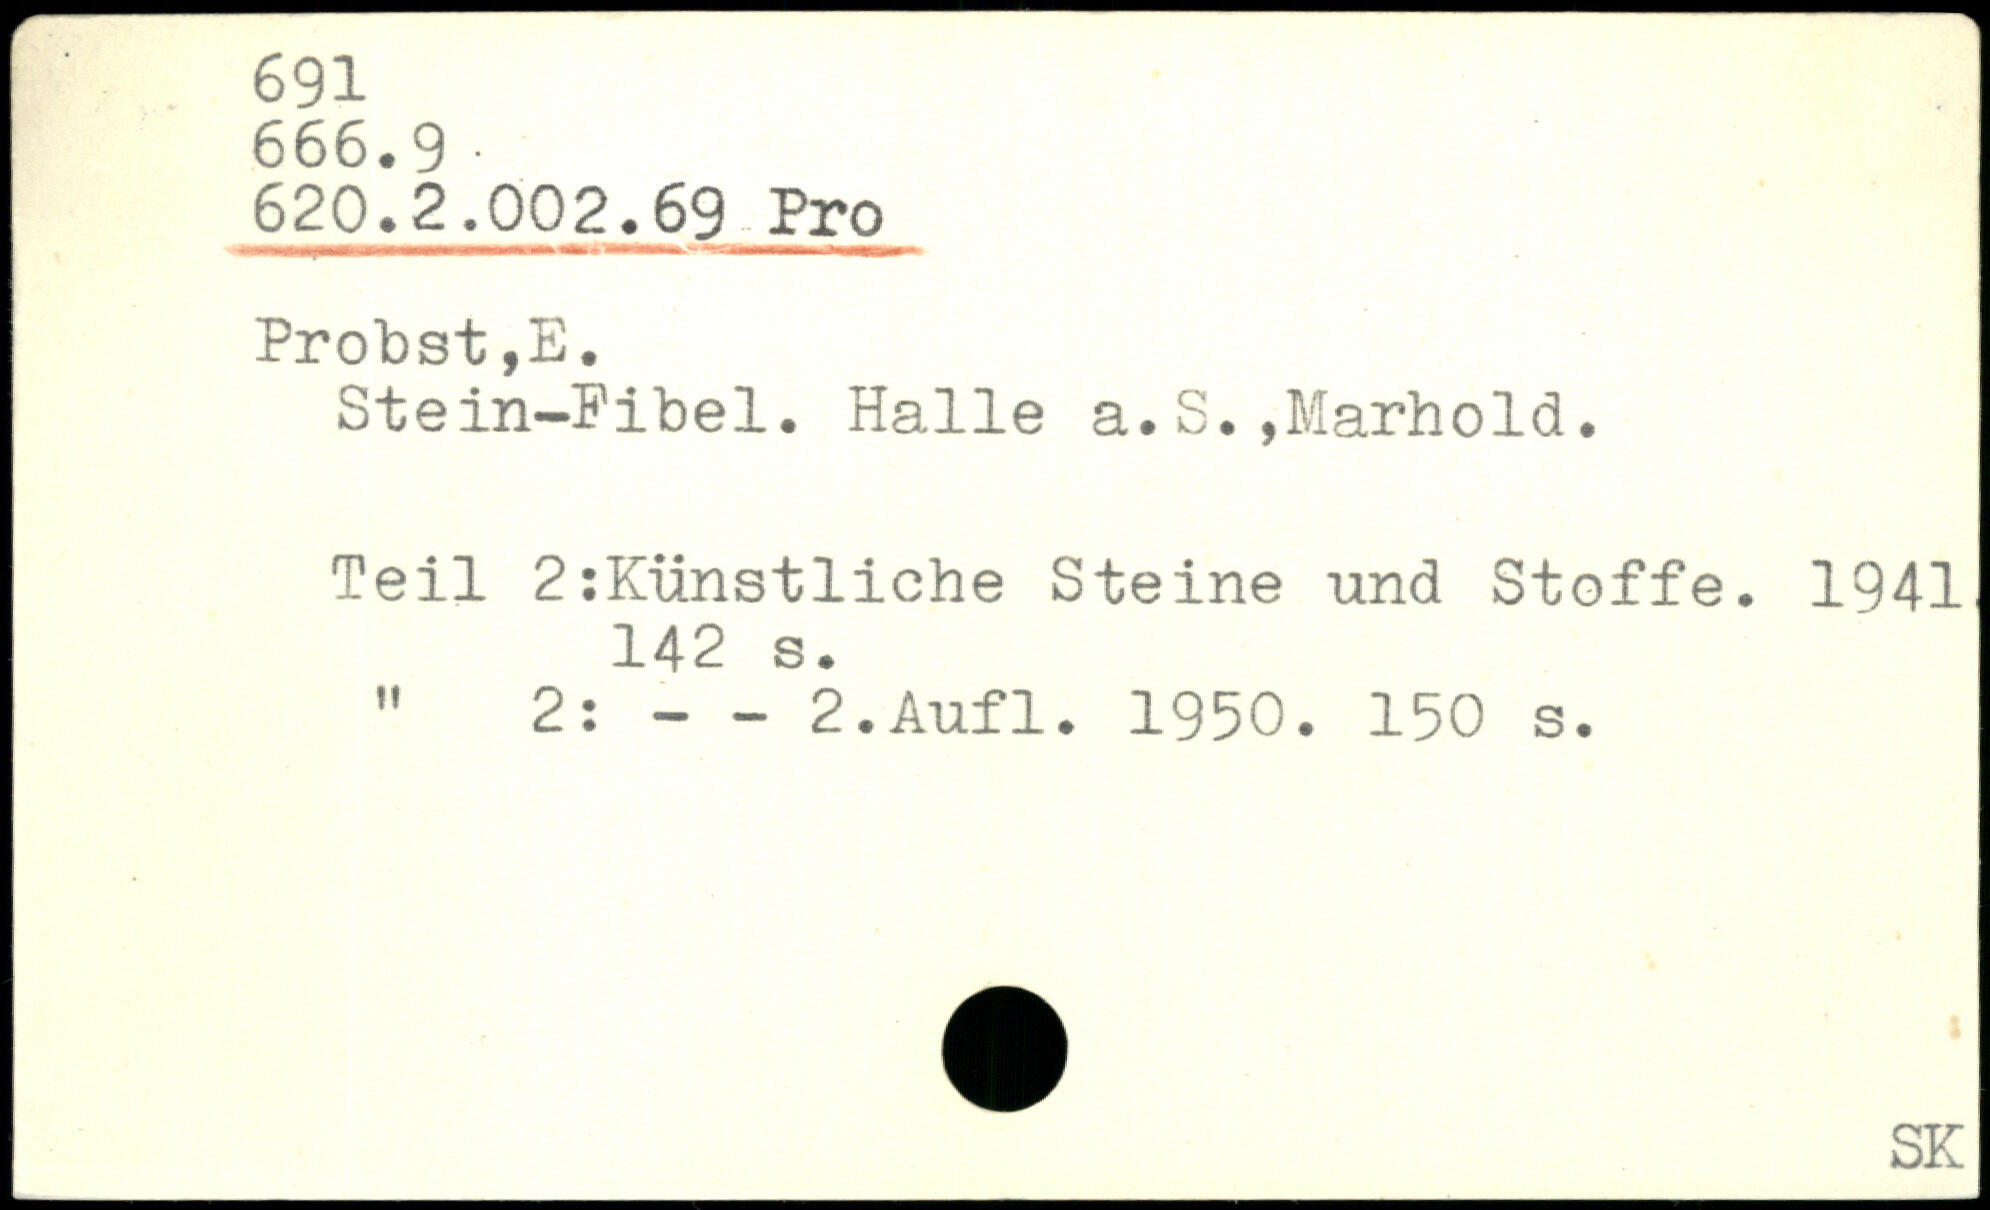 691
666.9
620.2.002.69 Pro
Probst,E.
Stein-Fibel. Halle a.S.,Marhold.
Teil 2:Künstliche Steine und Stoffe. 1941.
142 s.
" 2: - - 2.Aufl. 1950. 150 s.
SK